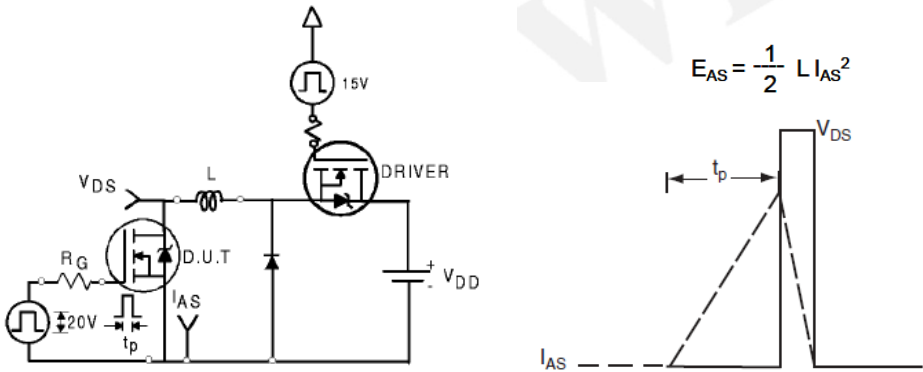 15V
DRIVER
L
VDS
RG
D.U.T
IAS
20V
tp
+
-
VDD
EAS = 1/2 L IAS²
VDS
tp
IAS